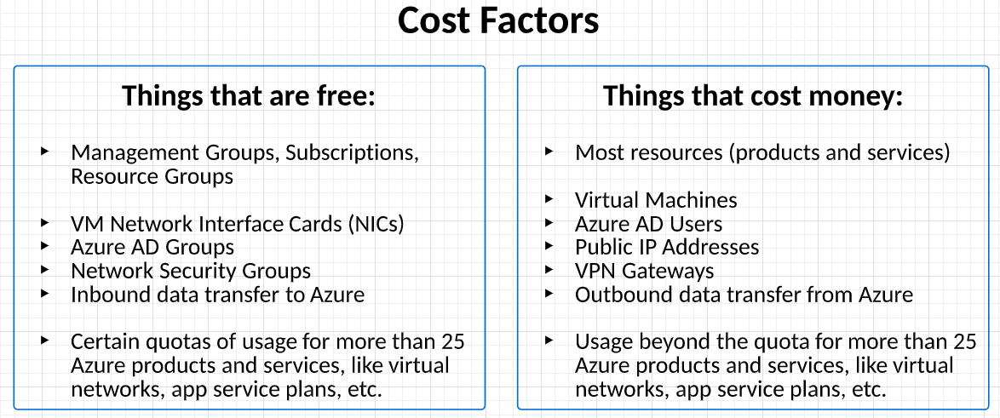 Cost Factors
Things that are free:
‣ Management Groups, Subscriptions,
Resource Groups
‣ VM Network Interface Cards (NICs)
‣ Azure AD Groups
‣ Network Security Groups
‣ Inbound data transfer to Azure
‣ Certain quotas of usage for more than 25
Azure products and services, like virtual
networks, app service plans, etc.
Things that cost money:
‣ Most resources (products and services)
‣ Virtual Machines
‣ Azure AD Users
‣ Public IP Addresses
‣ VPN Gateways
‣ Outbound data transfer from Azure
‣ Usage beyond the quota for more than 25
Azure products and services, like virtual
networks, app service plans, etc.